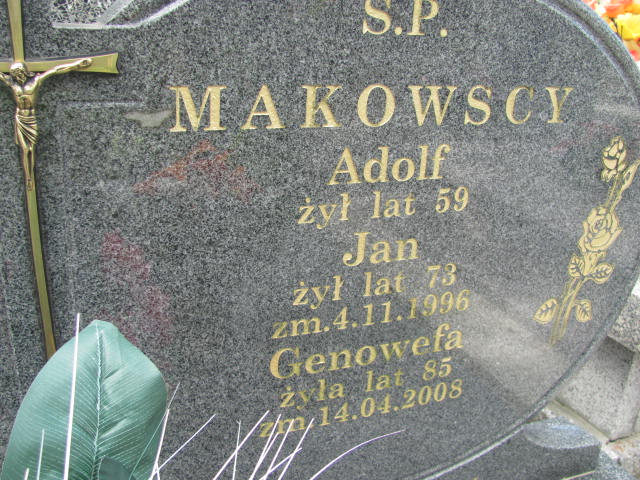 Ś.P.
MAKOWSCY
Adolf
żył lat 59
Jan
żył lat 73
zm.4.11.1996
Genowefa
żyła lat 85
zm.14.04.2008